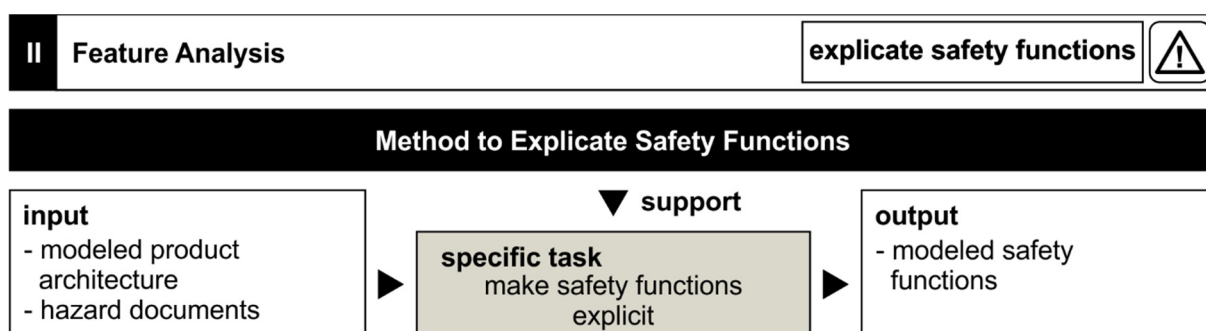 II Feature Analysis explicate safety functions
Method to Explicate Safety Functions
support
input
- modeled product
architecture
- hazard documents
specific task
make safety functions
explicit
output
- modeled safety
functions